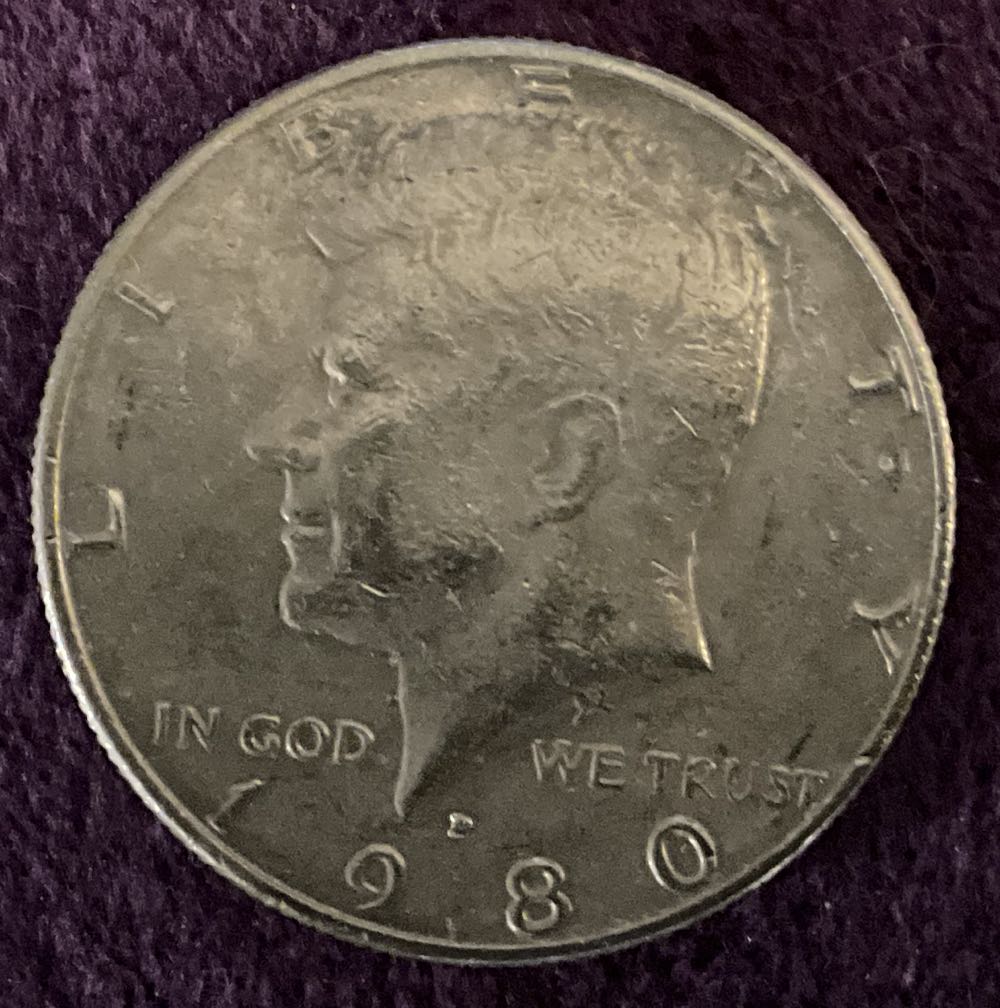 LIBERTY
IN GOD WE TRUST
P
1980